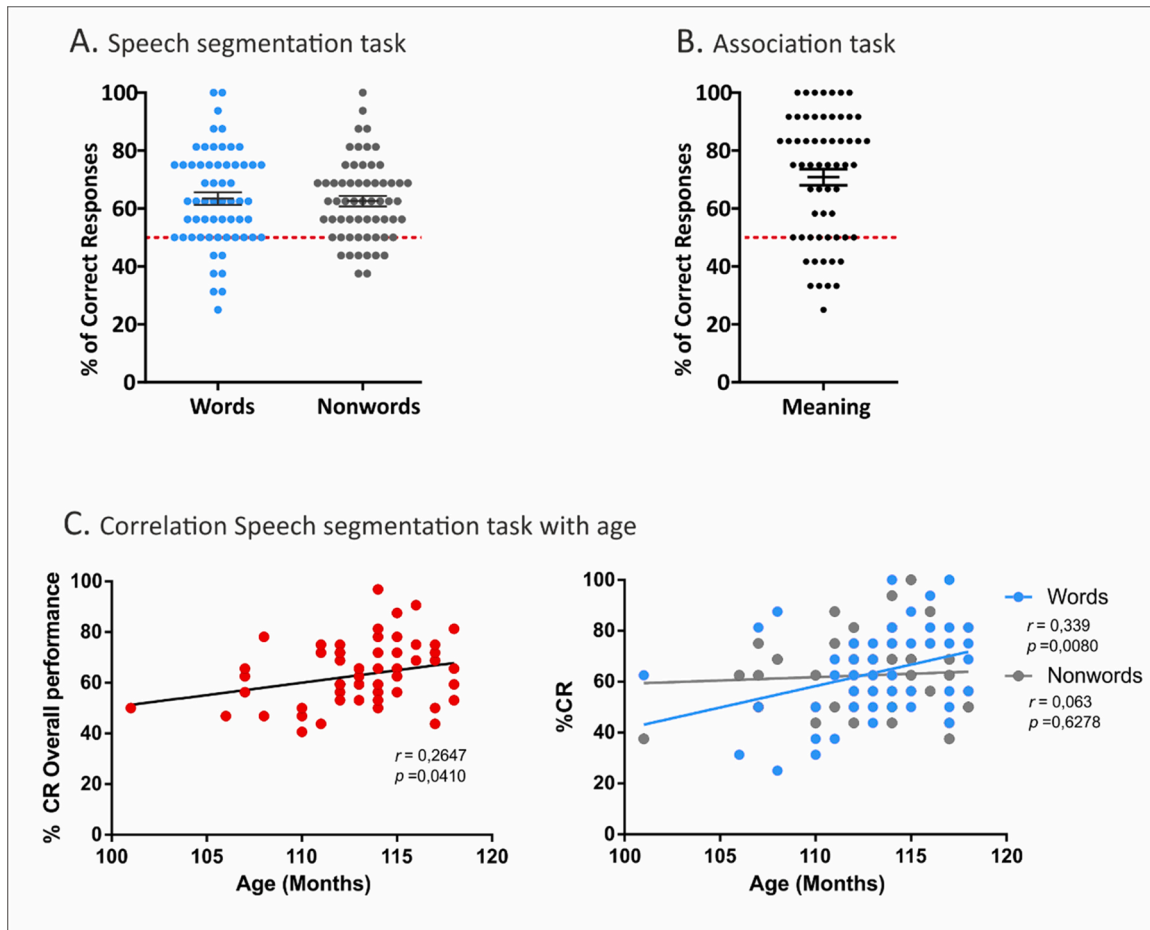 A. Speech segmentation task
% of Correct Responses
100
80
60
40
20
0
Words
Nonwords
B. Association task
% of Correct Responses
100
80
60
40
20
0
Meaning
C. Correlation Speech segmentation task with age
% CR Overall performance
100
80
60
40
20
0
r = 0,2647
p =0,0410
100
105
110
115
120
Age (Months)
%CR
100
80
60
40
20
0
100
105
110
115
120
Age (Months)
Words
r = 0,339
p =0,0080
Nonwords
r = 0,063
p =0,6278